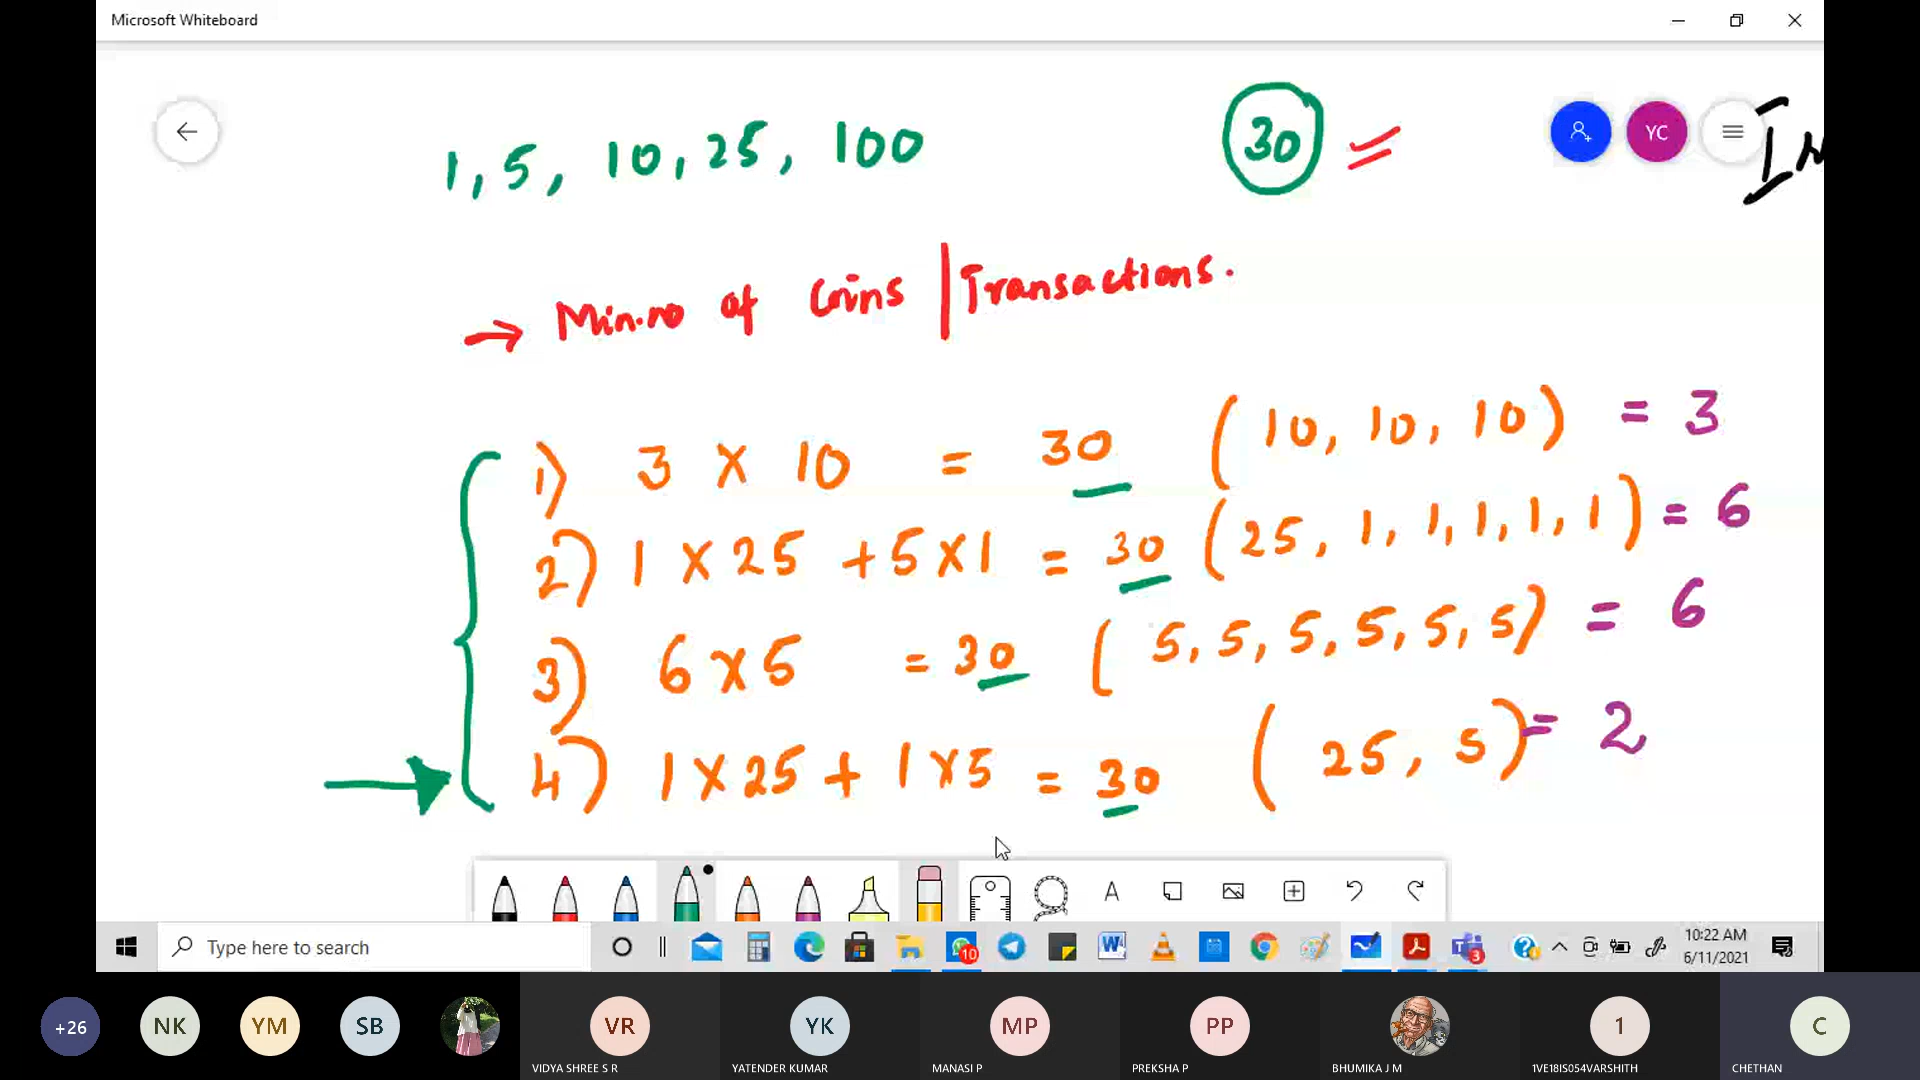 Microsoft Whiteboard
1, 5, 10, 25, 100
30 =
YC
→ Min.no of Coins | Transactions.
1) 3 X 10 = 30 (10, 10, 10) = 3
2) 1 X 25 + 5 X 1 = 30 (25, 1, 1, 1, 1, 1) = 6
3) 6 X 5 = 30 (5, 5, 5, 5, 5, 5) = 6
4) 1 X 25 + 1 X 5 = 30 (25, 5) = 2
A
Type here to search
10
3
10:22 AM
6/11/2021
+26
NK
YM
SB
VR
YK
MP
PP
1
C
VIDYA SHREE S R
YATENDER KUMAR
MANASI P
PREKSHA P
BHUMIKA J M
1VE18IS054VARSHITH
CHETHAN